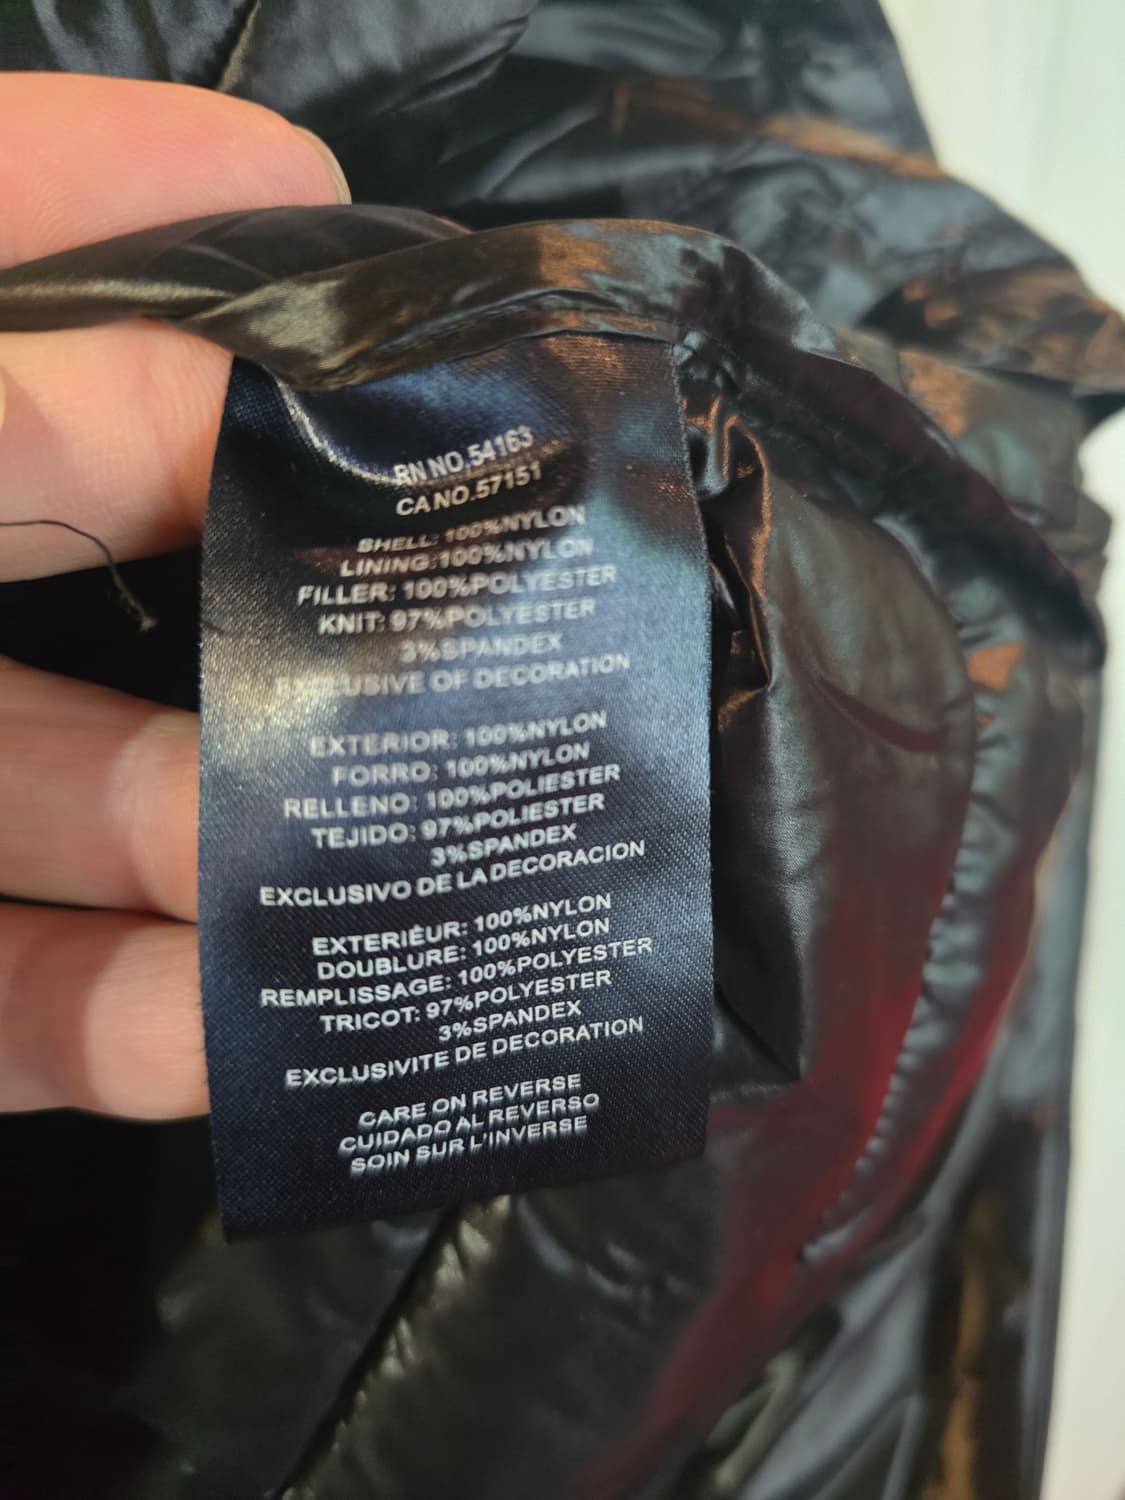 RN NO.54163
CA NO.57151
SHELL: 100%NYLON
LINING:100%NYLON
FILLER: 100%POLYESTER
KNIT: 97%POLYESTER
3%SPANDEX
EXCLUSIVE OF DECORATION
EXTERIOR: 100%NYLON
FORRO: 100%NYLON
RELLENO: 100%POLIESTER
TEJIDO: 97%POLIESTER
3%SPANDEX
EXCLUSIVO DE LA DECORACION
EXTERIÉUR: 100%NYLON
DOUBLURE: 100%NYLON
REMPLISSAGE: 100%POLYESTER
TRICOT: 97%POLYESTER
3%SPANDEX
EXCLUSIVITE DE DECORATION
CARE ON REVERSE
CUIDADO AL REVERSO
SOIN SUR L'INVERSE